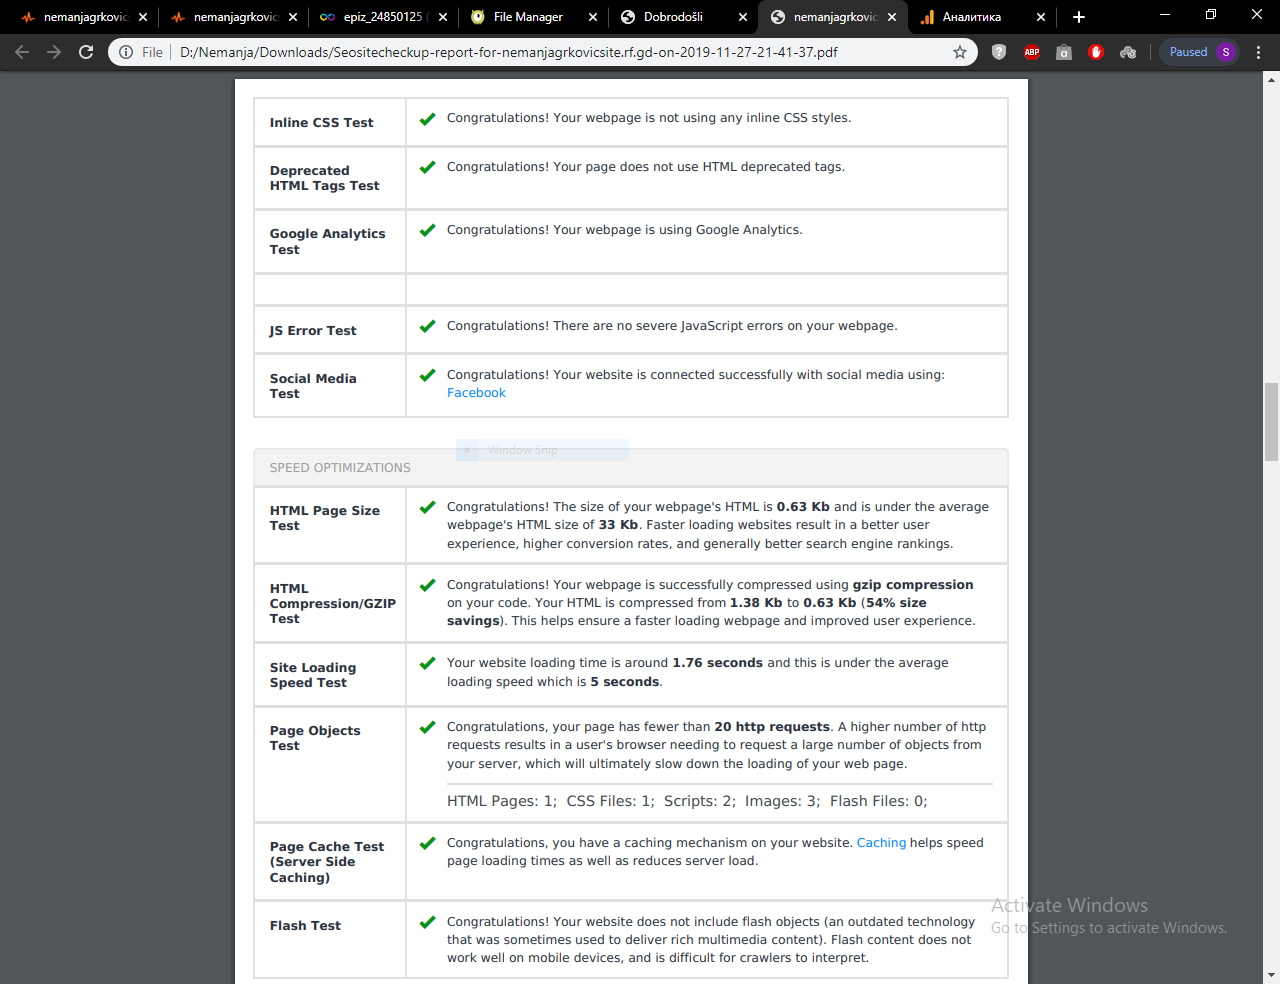 nemanjagrkovic
nemanjagrkovic
epiz_24850125 (
File Manager
Dobrodošli
nemanjagrkovic
Аналитика
File
D:/Nemanja/Downloads/Seositecheckup-report-for-nemanjagrkovicsite.rf.gd-on-2019-11-27-21-41-37.pdf
ABP
a
Paused
S
Inline CSS Test
Congratulations! Your webpage is not using any inline CSS styles.
Deprecated
HTML Tags Test
Congratulations! Your page does not use HTML deprecated tags.
Google Analytics
Test
Congratulations! Your webpage is using Google Analytics.
JS Error Test
Congratulations! There are no severe JavaScript errors on your webpage.
Social Media
Test
Congratulations! Your website is connected successfully with social media using:
Facebook
Window Snip
SPEED OPTIMIZATIONS
HTML Page Size
Test
Congratulations! The size of your webpage's HTML is 0.63 Kb and is under the average
webpage's HTML size of 33 Kb. Faster loading websites result in a better user
experience, higher conversion rates, and generally better search engine rankings.
HTML
Compression/GZIP
Test
Congratulations! Your webpage is successfully compressed using gzip compression
on your code. Your HTML is compressed from 1.38 Kb to 0.63 Kb (54% size
savings). This helps ensure a faster loading webpage and improved user experience.
Site Loading
Speed Test
Your website loading time is around 1.76 seconds and this is under the average
loading speed which is 5 seconds.
Page Objects
Test
Congratulations, your page has fewer than 20 http requests. A higher number of http
requests results in a user's browser needing to request a large number of objects from
your server, which will ultimately slow down the loading of your web page.
HTML Pages: 1; CSS Files: 1; Scripts: 2; Images: 3; Flash Files: 0;
Page Cache Test
(Server Side
Caching)
Congratulations, you have a caching mechanism on your website. Caching helps speed
page loading times as well as reduces server load.
Flash Test
Congratulations! Your website does not include flash objects (an outdated technology
that was sometimes used to deliver rich multimedia content). Flash content does not
work well on mobile devices, and is difficult for crawlers to interpret.
Activate Windows
Go to Settings to activate Windows.